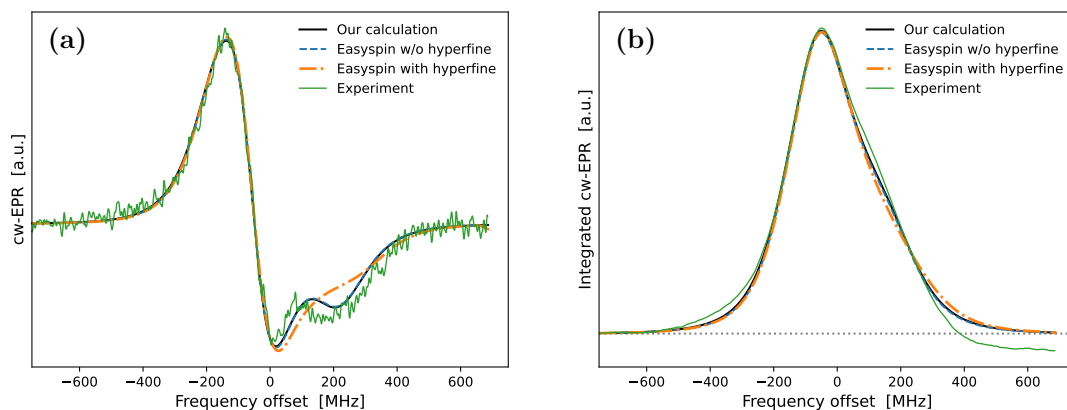 (a)
Our calculation
Easyspin w/o hyperfine
Easyspin with hyperfine
Experiment
cw-EPR [a.u.]
−600 −400 −200 0 200 400 600
Frequency offset [MHz]
(b)
Our calculation
Easyspin w/o hyperfine
Easyspin with hyperfine
Experiment
Integrated cw-EPR [a.u.]
−600 −400 −200 0 200 400 600
Frequency offset [MHz]